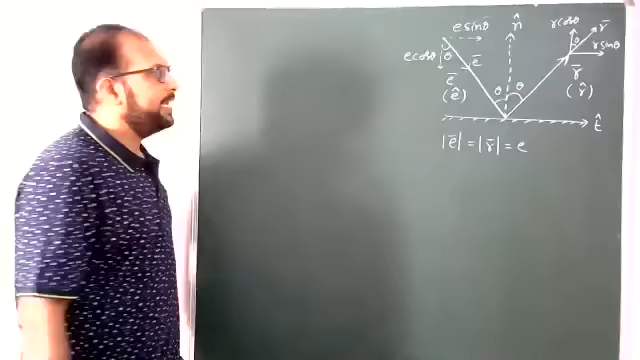 e sinθ n̂ r cosθ r̄
e cosθ θ θ r sinθ
ē ē r̄
(ê) θ θ (r̂)
t̂
|ē| = |r̄| = e